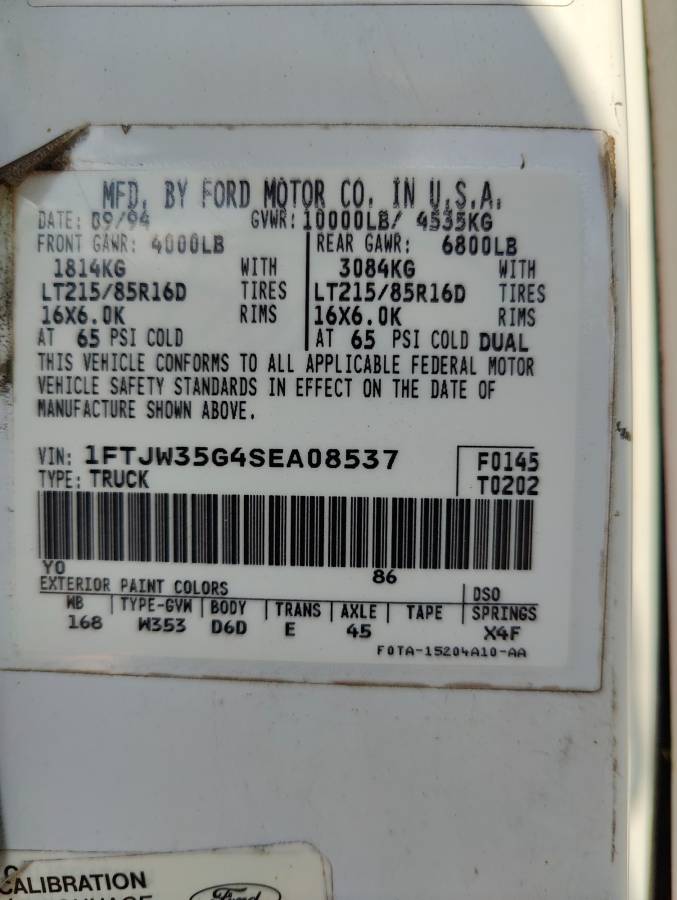 MFD. BY FORD MOTOR CO. IN U.S.A.
DATE: 09/94 GVWR: 10000LB/ 4535KG
FRONT GAWR: 4000LB REAR GAWR: 6800LB
1814KG WITH 3084KG WITH
LT215/85R16D TIRES LT215/85R16D TIRES
16X6.0K RIMS 16X6.0K RIMS
AT 65 PSI COLD AT 65 PSI COLD DUAL
THIS VEHICLE CONFORMS TO ALL APPLICABLE FEDERAL MOTOR
VEHICLE SAFETY STANDARDS IN EFFECT ON THE DATE OF
MANUFACTURE SHOWN ABOVE.
VIN: 1FTJW35G4SEA08537 F0145
TYPE: TRUCK T0202
YO 86
EXTERIOR PAINT COLORS DSO
WB TYPE-GVW BODY TRANS AXLE TAPE SPRINGS
168 W353 D6D E 45 X4F
F0TA-15204A10-AA
CALIBRATION
Ford